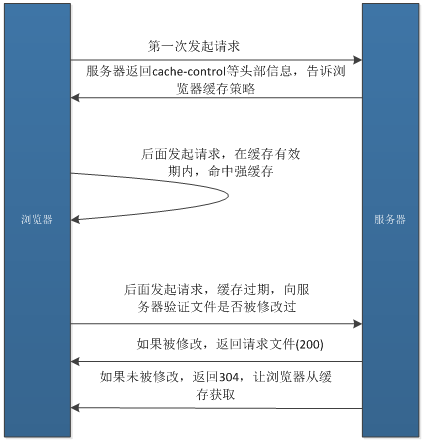 第一次发起请求
服务器返回cache-control等头部信息，告诉浏
览器缓存策略
后面发起请求，在缓存有效
期内，命中强缓存
浏览器
服务器
后面发起请求，缓存过期，向服
务器验证文件是否被修改过
如果被修改，返回请求文件(200)
如果未被修改，返回304，让浏览器从缓
存获取